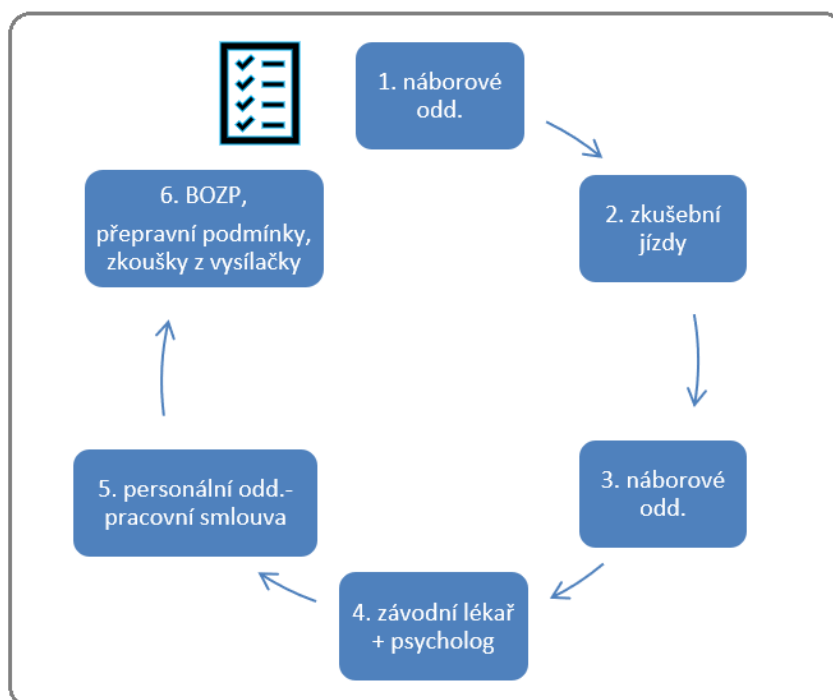 1. náborové
odd.
2. zkušební
jízdy
3. náborové
odd.
4. závodní lékař
+ psycholog
5. personální odd.-
pracovní smlouva
6. BOZP,
přepravní podmínky,
zkoušky z vysílačky